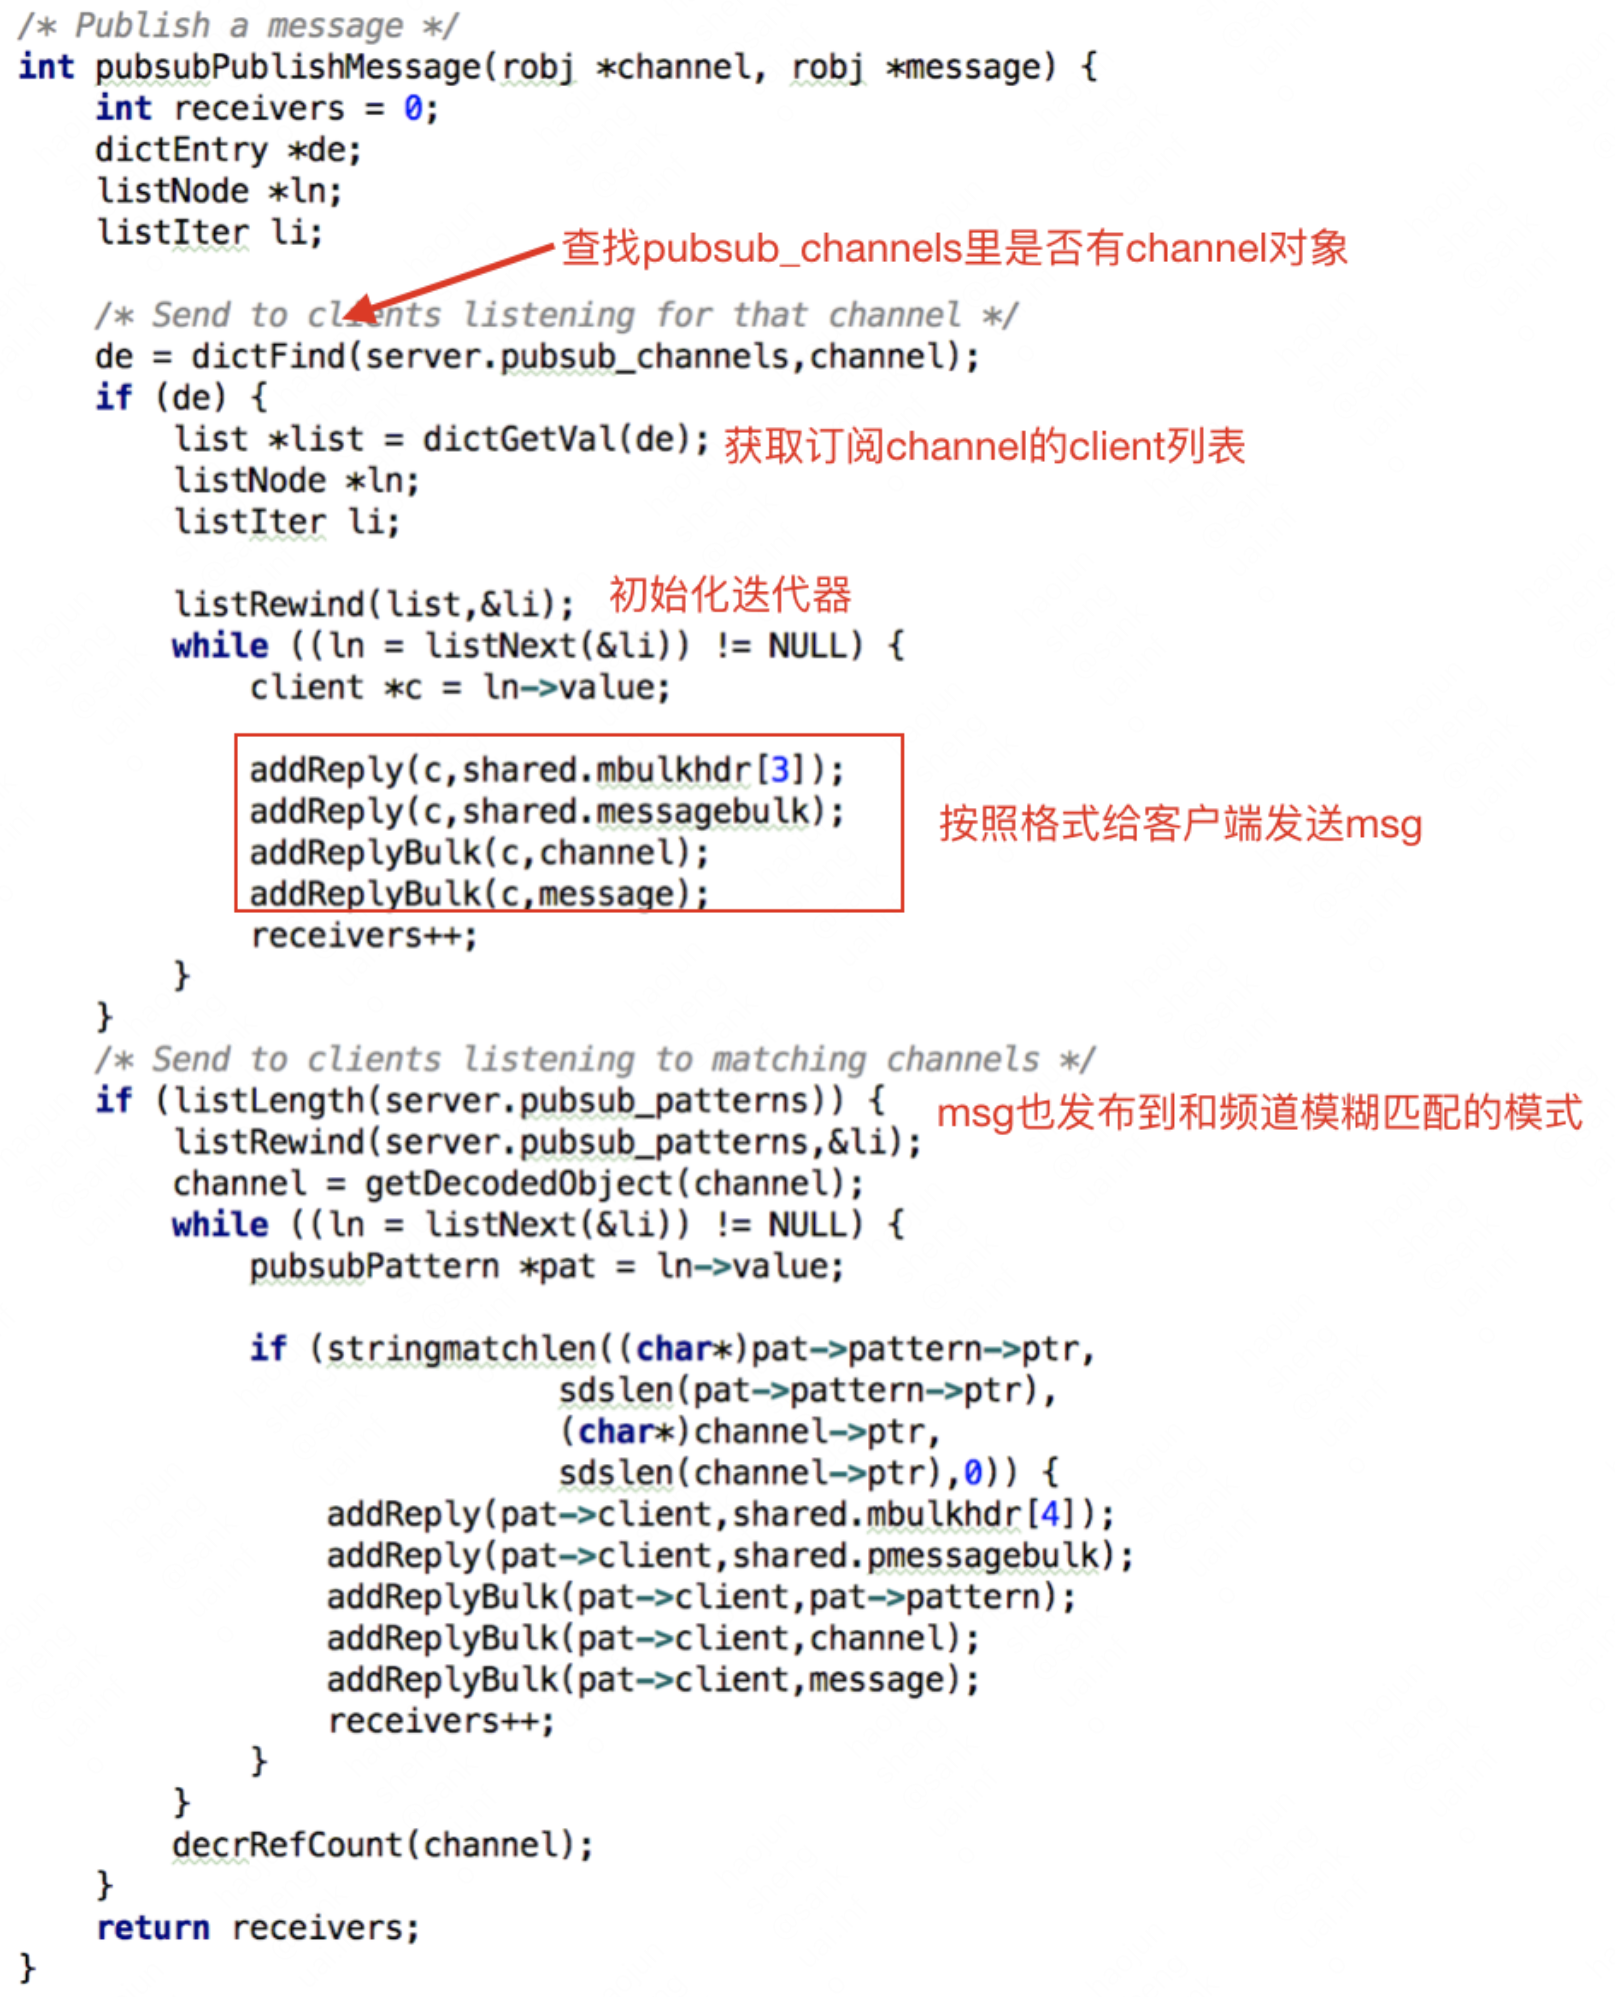 /* Publish a message */
int pubsubPublishMessage(robj *channel, robj *message) {
    int receivers = 0;
    dictEntry *de;
    listNode *ln;
    listIter li;
查找pubsub_channels里是否有channel对象
    /* Send to clients listening for that channel */
    de = dictFind(server.pubsub_channels,channel);
    if (de) {
        list *list = dictGetVal(de); 获取订阅channel的client列表
        listNode *ln;
        listIter li;
        listRewind(list,&li); 初始化迭代器
        while ((ln = listNext(&li)) != NULL) {
            client *c = ln->value;
            addReply(c,shared.mbulkhdr[3]);
            addReply(c,shared.messagebulk);
按照格式给客户端发送msg
            addReplyBulk(c,channel);
            addReplyBulk(c,message);
            receivers++;
        }
    }
    /* Send to clients listening to matching channels */
    if (listLength(server.pubsub_patterns)) { msg也发布到和频道模糊匹配的模式
        listRewind(server.pubsub_patterns,&li);
        channel = getDecodedObject(channel);
        while ((ln = listNext(&li)) != NULL) {
            pubsubPattern *pat = ln->value;
            if (stringmatchlen((char*)pat->pattern->ptr,
                            sdslen(pat->pattern->ptr),
                            (char*)channel->ptr,
                            sdslen(channel->ptr),0)) {
                addReply(pat->client,shared.mbulkhdr[4]);
                addReply(pat->client,shared.pmessagebulk);
                addReplyBulk(pat->client,pat->pattern);
                addReplyBulk(pat->client,channel);
                addReplyBulk(pat->client,message);
                receivers++;
            }
        }
        decrRefCount(channel);
    }
    return receivers;
}